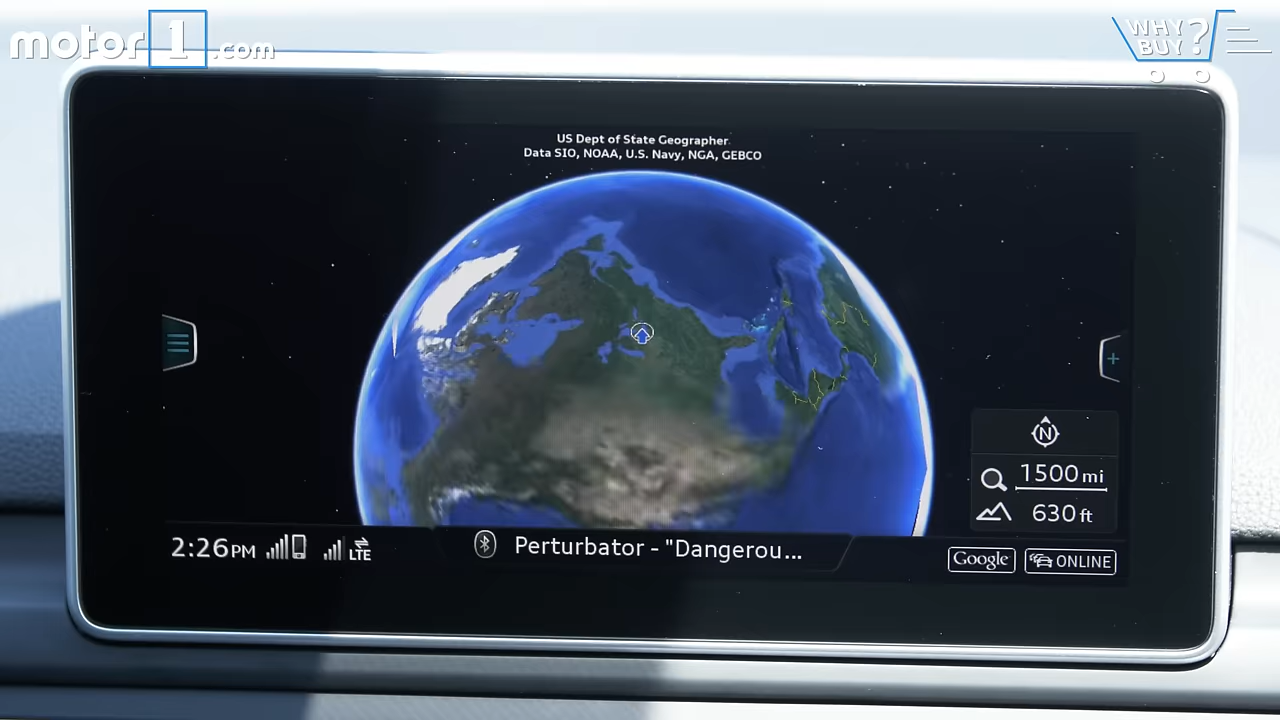 motor1.com
WHY BUY?
US Dept of State Geographer
Data SIO, NOAA, U.S. Navy, NGA, GEBCO
N
1500 mi
630 ft
2:26PM
LTE
Perturbator - "Dangerou...
Google
ONLINE